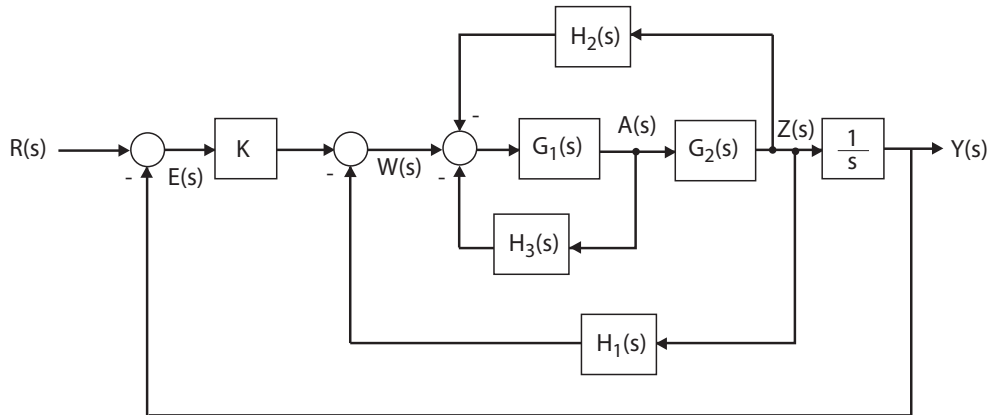 H2(s)
-
A(s)
Z(s)
R(s)
K
G1(s)
G2(s)
1
s
Y(s)
-
E(s)
-
W(s)
-
H3(s)
H1(s)